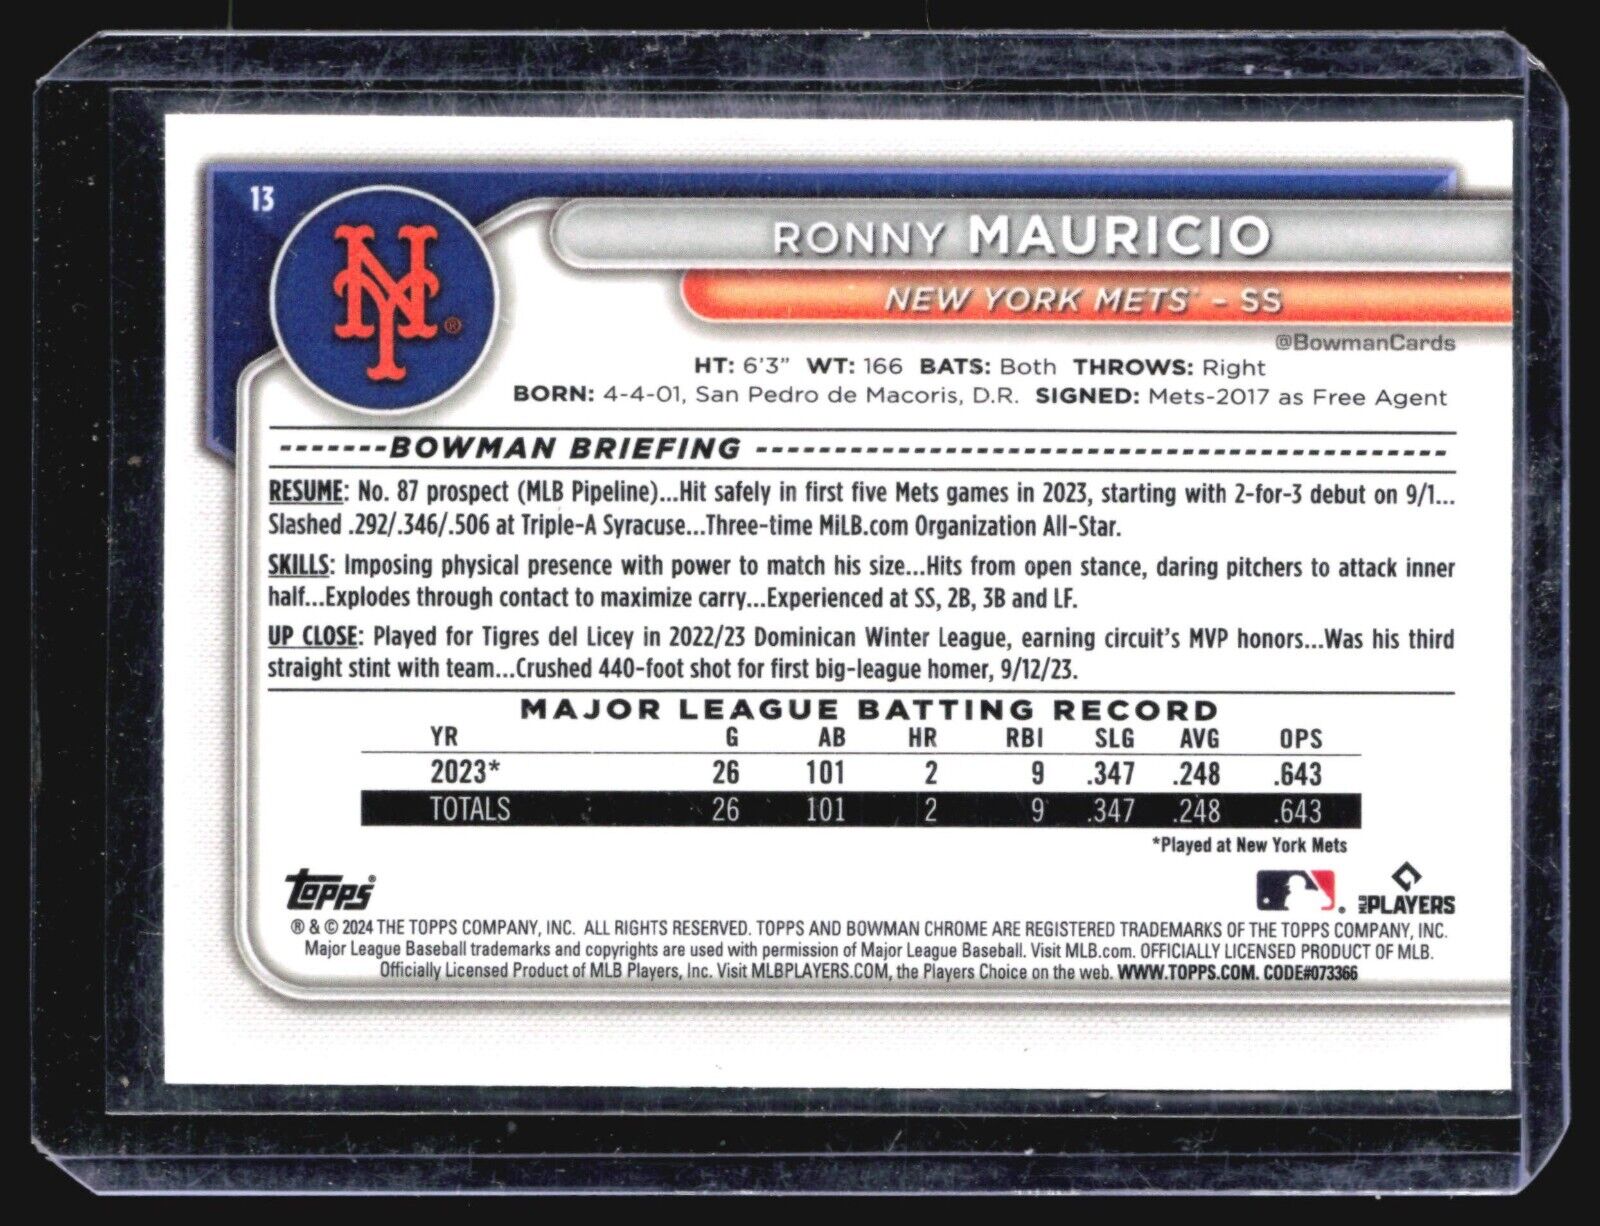 13
NY ®
RONNY MAURICIO
NEW YORK METS - SS
@BowmanCards
HT: 6'3" WT: 166 BATS: Both THROWS: Right
BORN: 4-4-01, San Pedro de Macoris, D.R. SIGNED: Mets-2017 as Free Agent
-------BOWMAN BRIEFING ----------------------------------------
RESUME: No. 87 prospect (MLB Pipeline)...Hit safely in first five Mets games in 2023, starting with 2-for-3 debut on 9/1...
Slashed .292/.346/.506 at Triple-A Syracuse...Three-time MiLB.com Organization All-Star.
SKILLS: Imposing physical presence with power to match his size...Hits from open stance, daring pitchers to attack inner
half...Explodes through contact to maximize carry...Experienced at SS, 2B, 3B and LF.
UP CLOSE: Played for Tigres del Licey in 2022/23 Dominican Winter League, earning circuit's MVP honors...Was his third
straight stint with team...Crushed 440-foot shot for first big-league homer, 9/12/23.
MAJOR LEAGUE BATTING RECORD
YR G AB HR RBI SLG AVG OPS
2023* 26 101 2 9 .347 .248 .643
TOTALS 26 101 2 9 .347 .248 .643
*Played at New York Mets
Topps®
MLB PLAYERS
® & © 2024 THE TOPPS COMPANY, INC. ALL RIGHTS RESERVED. TOPPS AND BOWMAN CHROME ARE REGISTERED TRADEMARKS OF THE TOPPS COMPANY, INC.
Major League Baseball trademarks and copyrights are used with permission of Major League Baseball. Visit MLB.com. OFFICIALLY LICENSED PRODUCT OF MLB.
Officially Licensed Product of MLB Players, Inc. Visit MLBPLAYERS.COM, the Players Choice on the web. WWW.TOPPS.COM. CODE#073366